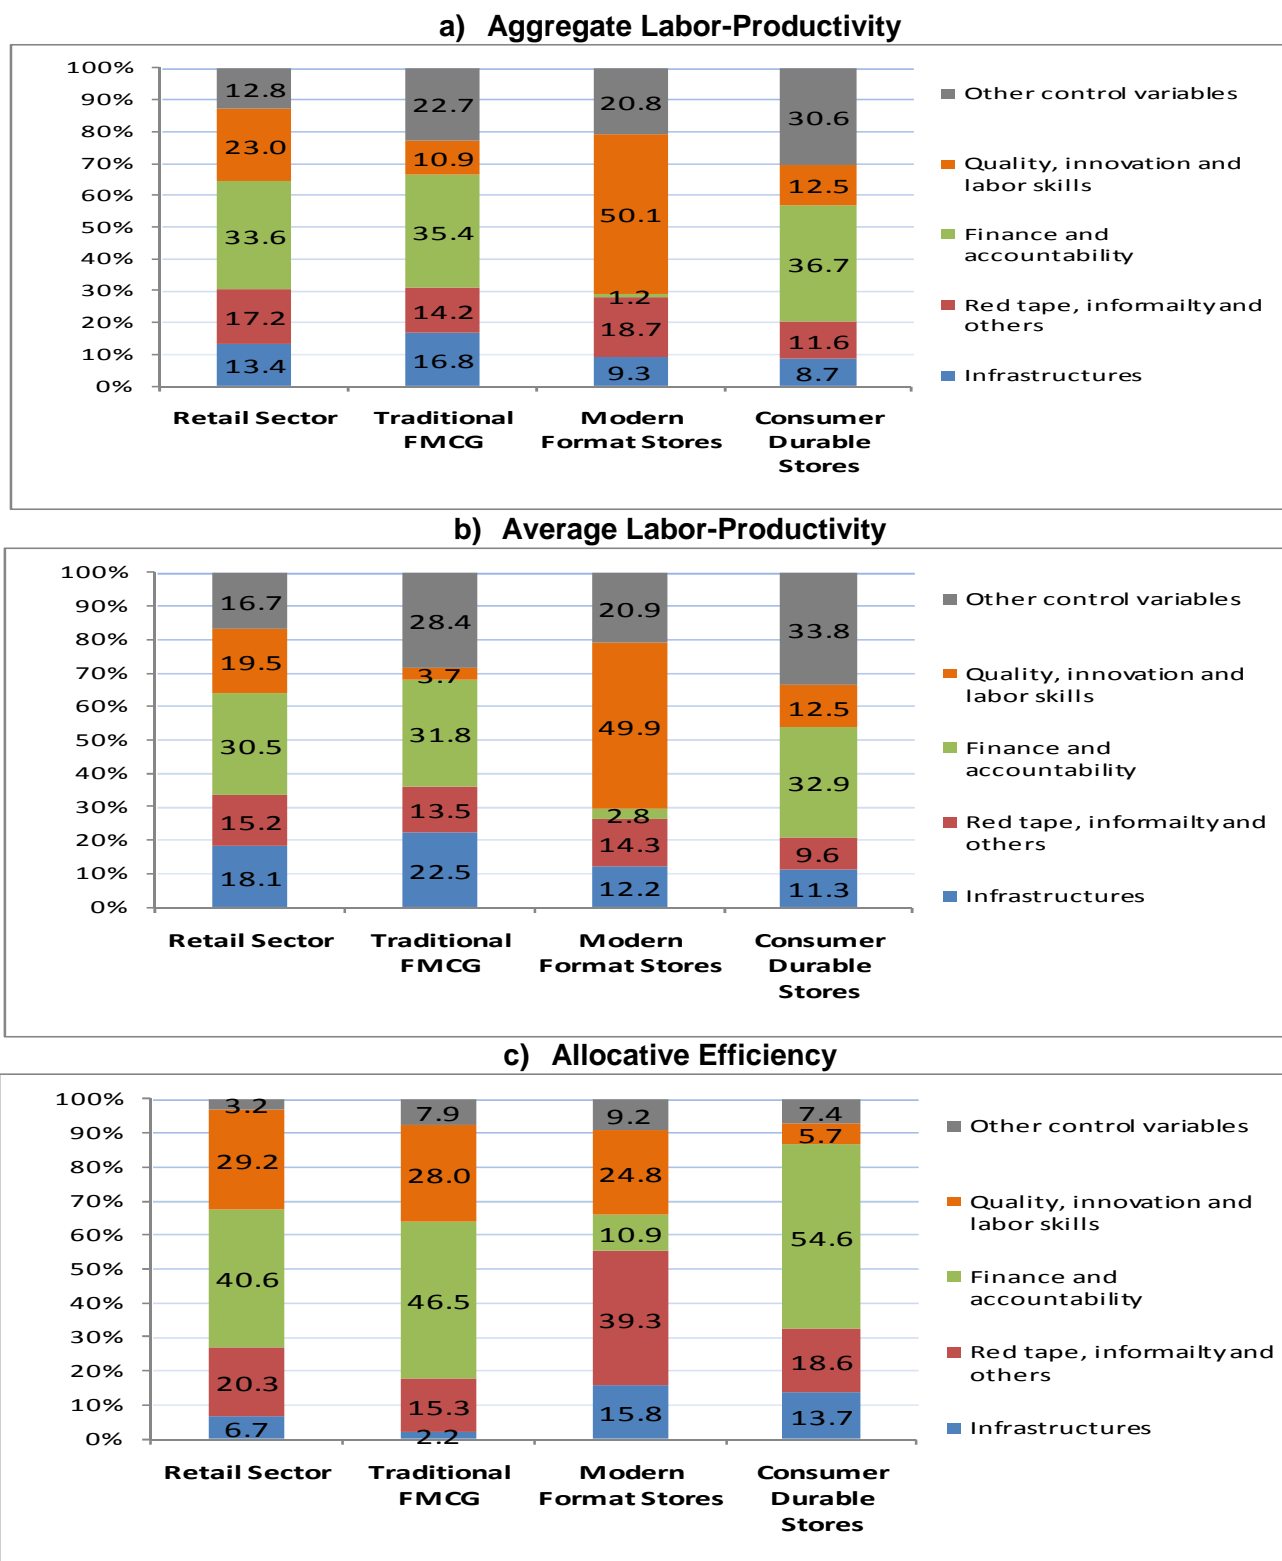 a) Aggregate Labor-Productivity
100%
90%
80%
70%
60%
50%
40%
30%
20%
10%
0%
12.8
23.0
33.6
17.2
13.4
22.7
10.9
35.4
14.2
16.8
20.8
50.1
1.2
18.7
9.3
30.6
12.5
36.7
11.6
8.7
Retail Sector
Traditional
FMCG
Modern
Format Stores
Consumer
Durable
Stores
Other control variables
Quality, innovation and
labor skills
Finance and
accountability
Red tape, informailty and
others
Infrastructures
b) Average Labor-Productivity
100%
90%
80%
70%
60%
50%
40%
30%
20%
10%
0%
16.7
19.5
30.5
15.2
18.1
28.4
3.7
31.8
13.5
22.5
20.9
49.9
2.8
14.3
12.2
33.8
12.5
32.9
9.6
11.3
Retail Sector
Traditional
FMCG
Modern
Format Stores
Consumer
Durable
Stores
Other control variables
Quality, innovation and
labor skills
Finance and
accountability
Red tape, informailty and
others
Infrastructures
c) Allocative Efficiency
100%
90%
80%
70%
60%
50%
40%
30%
20%
10%
0%
3.2
29.2
40.6
20.3
6.7
7.9
28.0
46.5
15.3
2.2
9.2
24.8
10.9
39.3
15.8
7.4
5.7
54.6
18.6
13.7
Retail Sector
Traditional
FMCG
Modern
Format Stores
Consumer
Durable
Stores
Other control variables
Quality, innovation and
labor skills
Finance and
accountability
Red tape, informailty and
others
Infrastructures